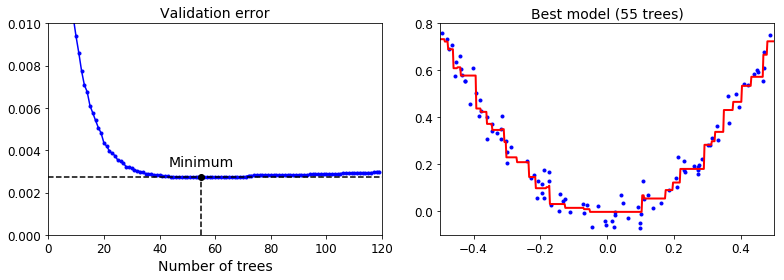 Validation error
0.010
0.008
0.006
0.004
0.002
0.000
Minimum
0 20 40 60 80 100 120
Number of trees
Best model (55 trees)
0.8
0.6
0.4
0.2
0.0
−0.4 −0.2 0.0 0.2 0.4